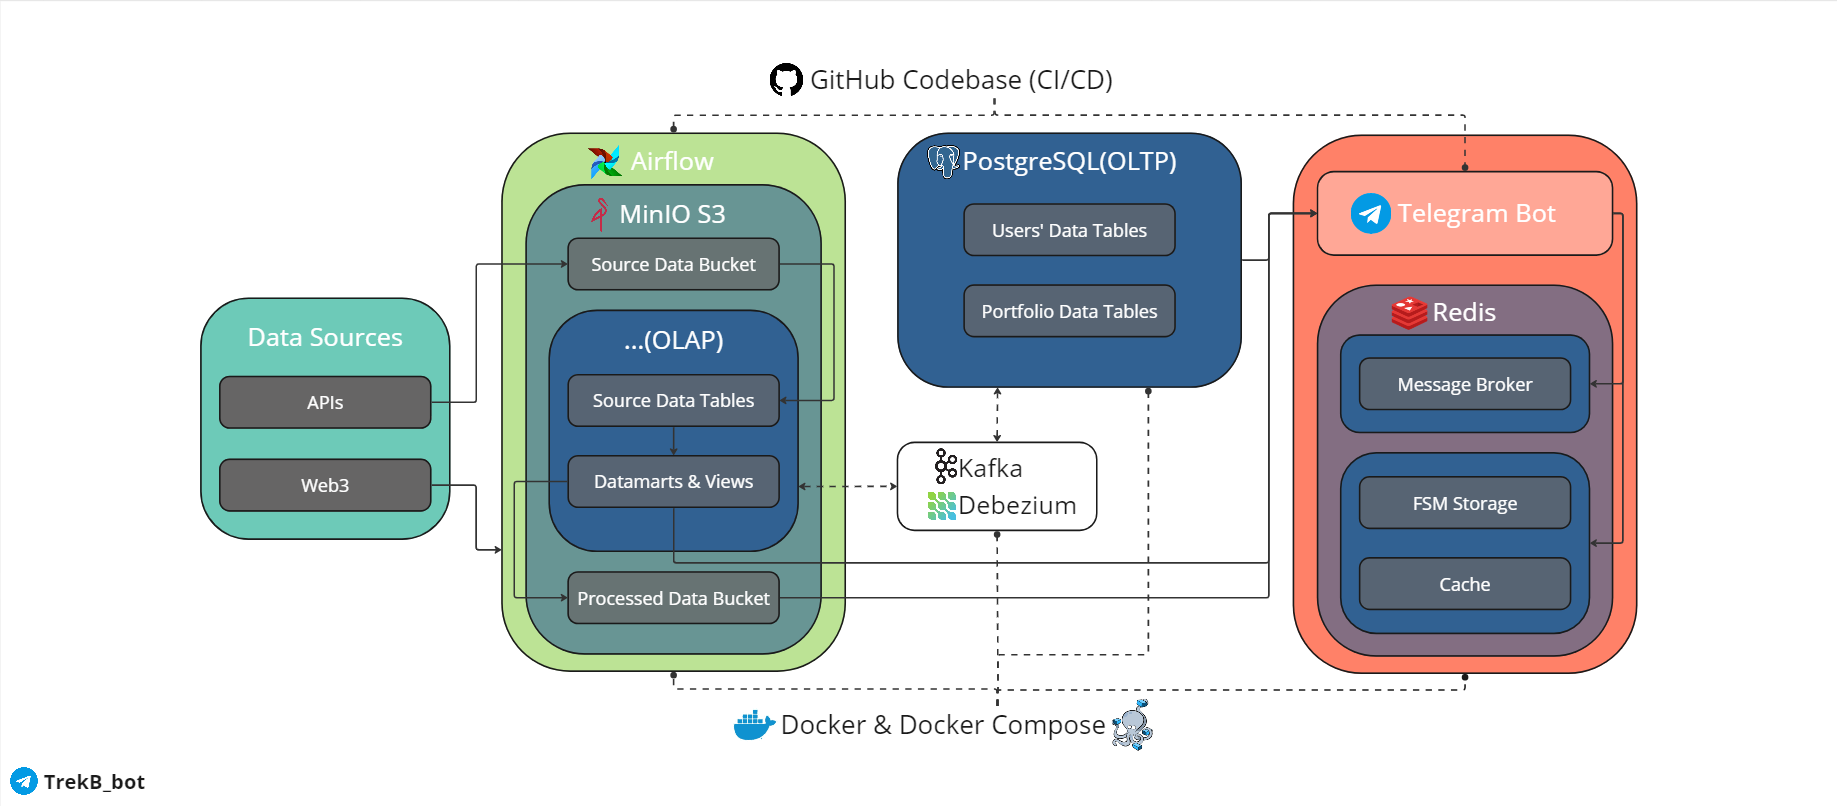 GitHub Codebase (CI/CD)
Airflow
MinIO S3
Source Data Bucket
...(OLAP)
Source Data Tables
Datamarts & Views
Processed Data Bucket
Data Sources
APIs
Web3
PostgreSQL(OLTP)
Users' Data Tables
Portfolio Data Tables
Kafka
Debezium
Telegram Bot
Redis
Message Broker
FSM Storage
Cache
Docker & Docker Compose
TrekB_bot